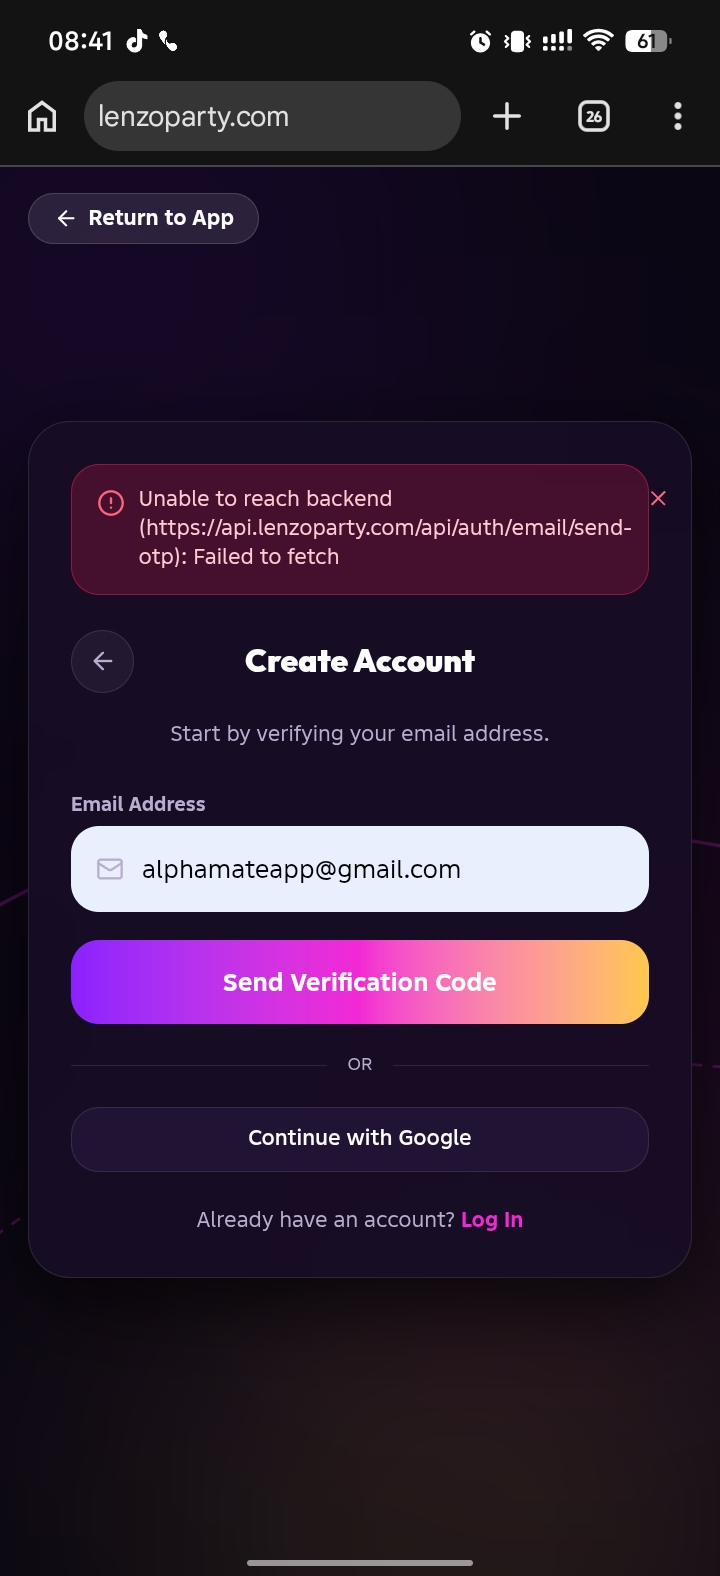 08:41
61
lenzoparty.com
26
Return to App
Unable to reach backend
(https://api.lenzoparty.com/api/auth/email/send-
otp): Failed to fetch
Create Account
Start by verifying your email address.
Email Address
alphamateapp@gmail.com
Send Verification Code
OR
Continue with Google
Already have an account? Log In